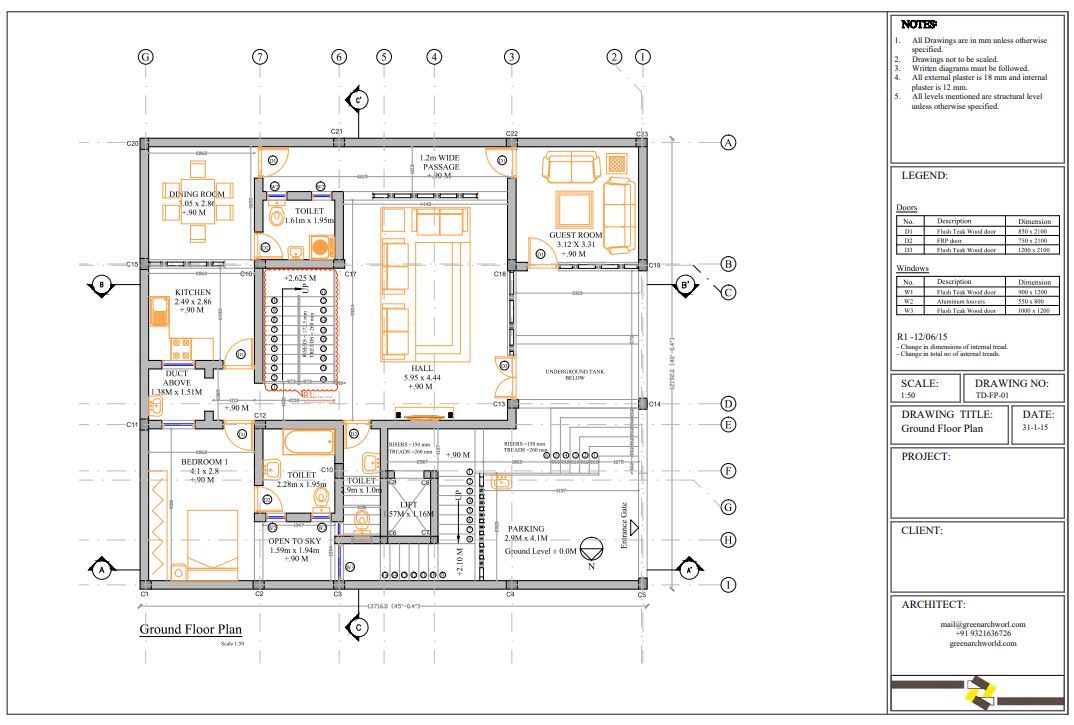 G
7
6
5
4
3
2
1
C'
C20
C21
C22
C23
A
DINING ROOM
3.05 x 2.86
+.90 M
D1
1.2m WIDE
PASSAGE
+.90 M
D1
W2
W2
TOILET
1.61m x 1.95m
D2
GUEST ROOM
3.12 X 3.31
+.90 M
D1
C15
C16
C17
C18
C19
B
B
B'
C
KITCHEN
2.49 x 2.86
+.90 M
+2.625 M
UP
D1
HALL
5.95 x 4.44
+.90 M
UNDERGROUND TANK
BELOW
DUCT
ABOVE
1.38M x 1.51M
+.90 M
R1
D3
C11
C12
C13
C14
D
E
D1
D2
BEDROOM 1
4.1 x 2.8
+.90 M
TOILET
2.28m x 1.95m
D2
C10
TOILET
1.9m x 1.0m
RISERS =150 mm
TREADS =260 mm
+.90 M
RISERS =150 mm
TREADS =260 mm
C8
C9
LIFT
1.57M x 1.16M
C6
C7
UP
+2.10 M
F
G
H
I
OPEN TO SKY
1.59m x 1.94m
+.90 M
PARKING
2.9M x 4.1M
Ground Level ± 0.0M
N
Entrance Gate
A
A'
C1
C2
C3
C4
C5
13716.0 [45'-0.4"]
12192.0 [40'-0.4"]
C
Ground Floor Plan
Scale 1:50
NOTES:
1. All Drawings are in mm unless otherwise
specified.
2. Drawings not to be scaled.
3. Written diagrams must be followed.
4. All external plaster is 18 mm and internal
plaster is 12 mm.
5. All levels mentioned are structural level
unless otherwise specified.
LEGEND:
Doors
No. Description Dimension
D1 Flush Teak Wood door 850 x 2100
D2 FRP door 750 x 2100
D3 Flush Teak Wood door 1200 x 2100
Windows
No. Description Dimension
W1 Flush Teak Wood door 900 x 1200
W2 Aluminum louvers 550 x 800
W3 Flush Teak Wood door 1000 x 1200
R1 -12/06/15
- Change in dimensions of internal tread.
- Change in total no of internal treads.
SCALE:
1:50
DRAWING NO:
TD-FP-01
DRAWING TITLE:
Ground Floor Plan
DATE:
31-1-15
PROJECT:
CLIENT:
ARCHITECT:
mail@greenarchworl.com
+91 9321636726
greenarchworld.com